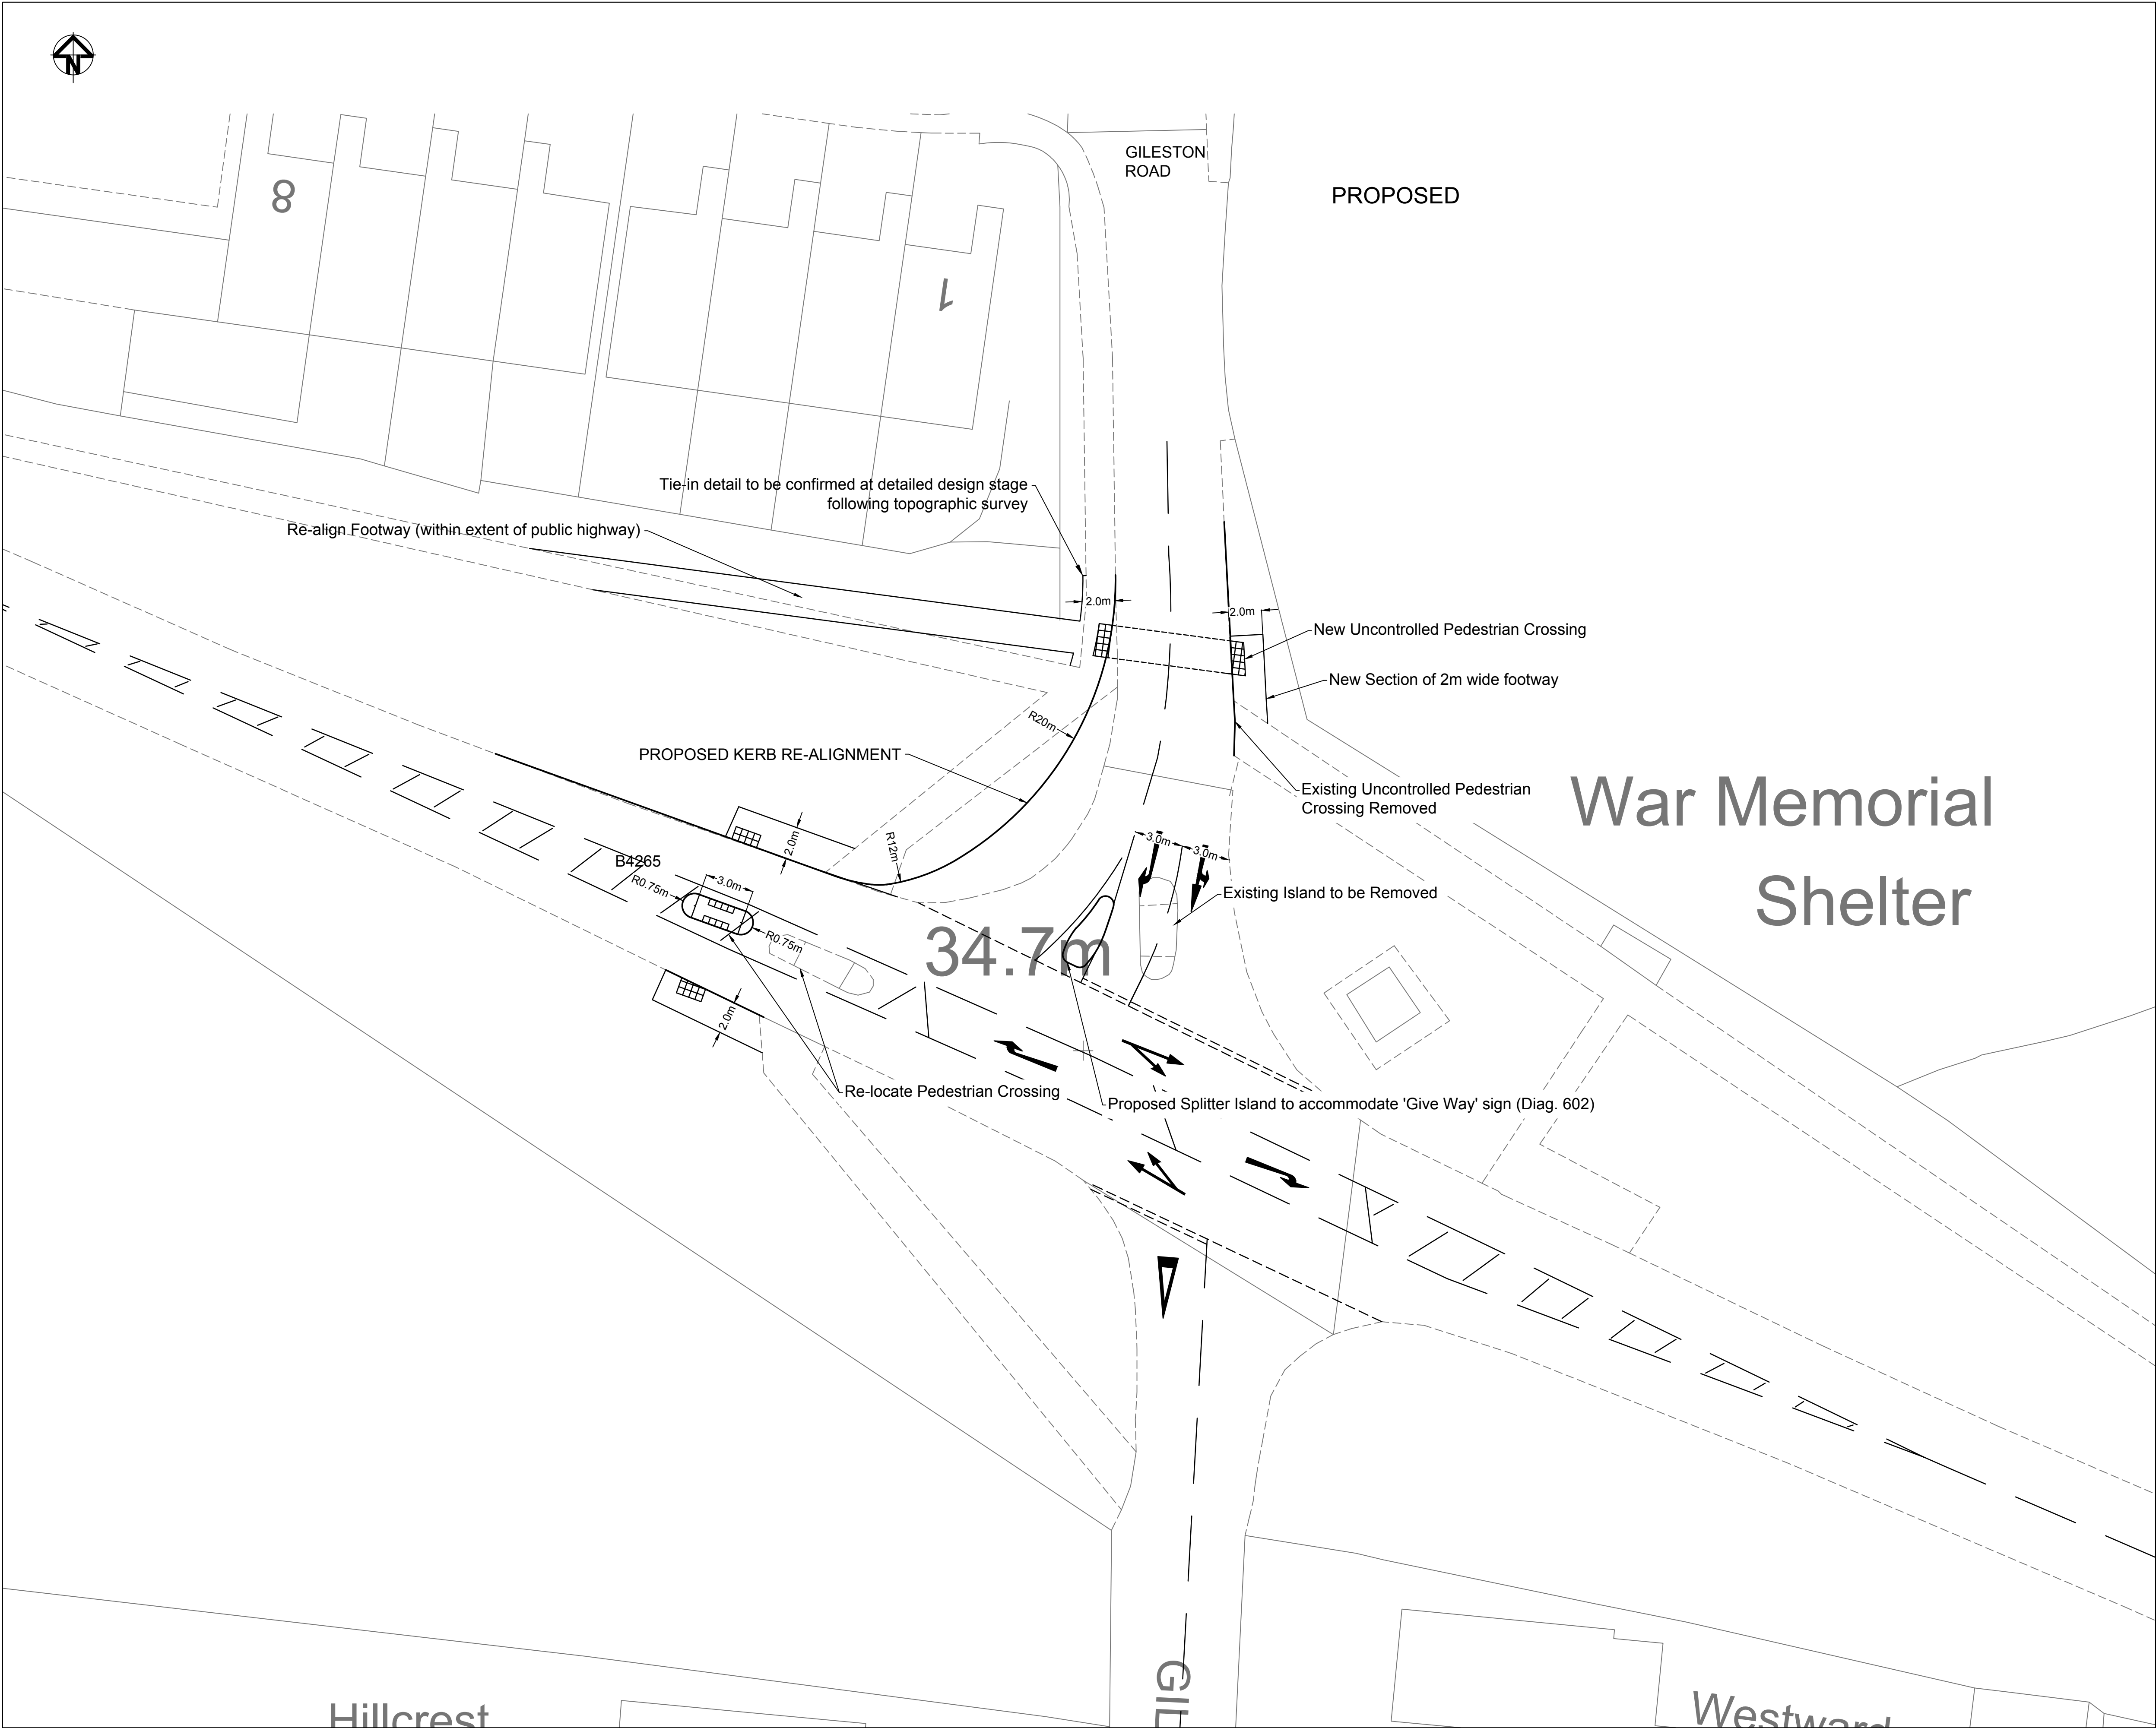 N
GILESTON
ROAD
PROPOSED
8
1
Tie-in detail to be confirmed at detailed design stage
following topographic survey
Re-align Footway (within extent of public highway)
2.0m
2.0m
New Uncontrolled Pedestrian Crossing
New Section of 2m wide footway
R20m
PROPOSED KERB RE-ALIGNMENT
Existing Uncontrolled Pedestrian
Crossing Removed
War Memorial
Shelter
2.0m
R12m
3.0m
3.0m
B4265
3.0m
R0.75m
R0.75m
Existing Island to be Removed
34.7m
2.0m
Re-locate Pedestrian Crossing
Proposed Splitter Island to accommodate 'Give Way' sign (Diag. 602)
GIL
Hillcrest
Westward